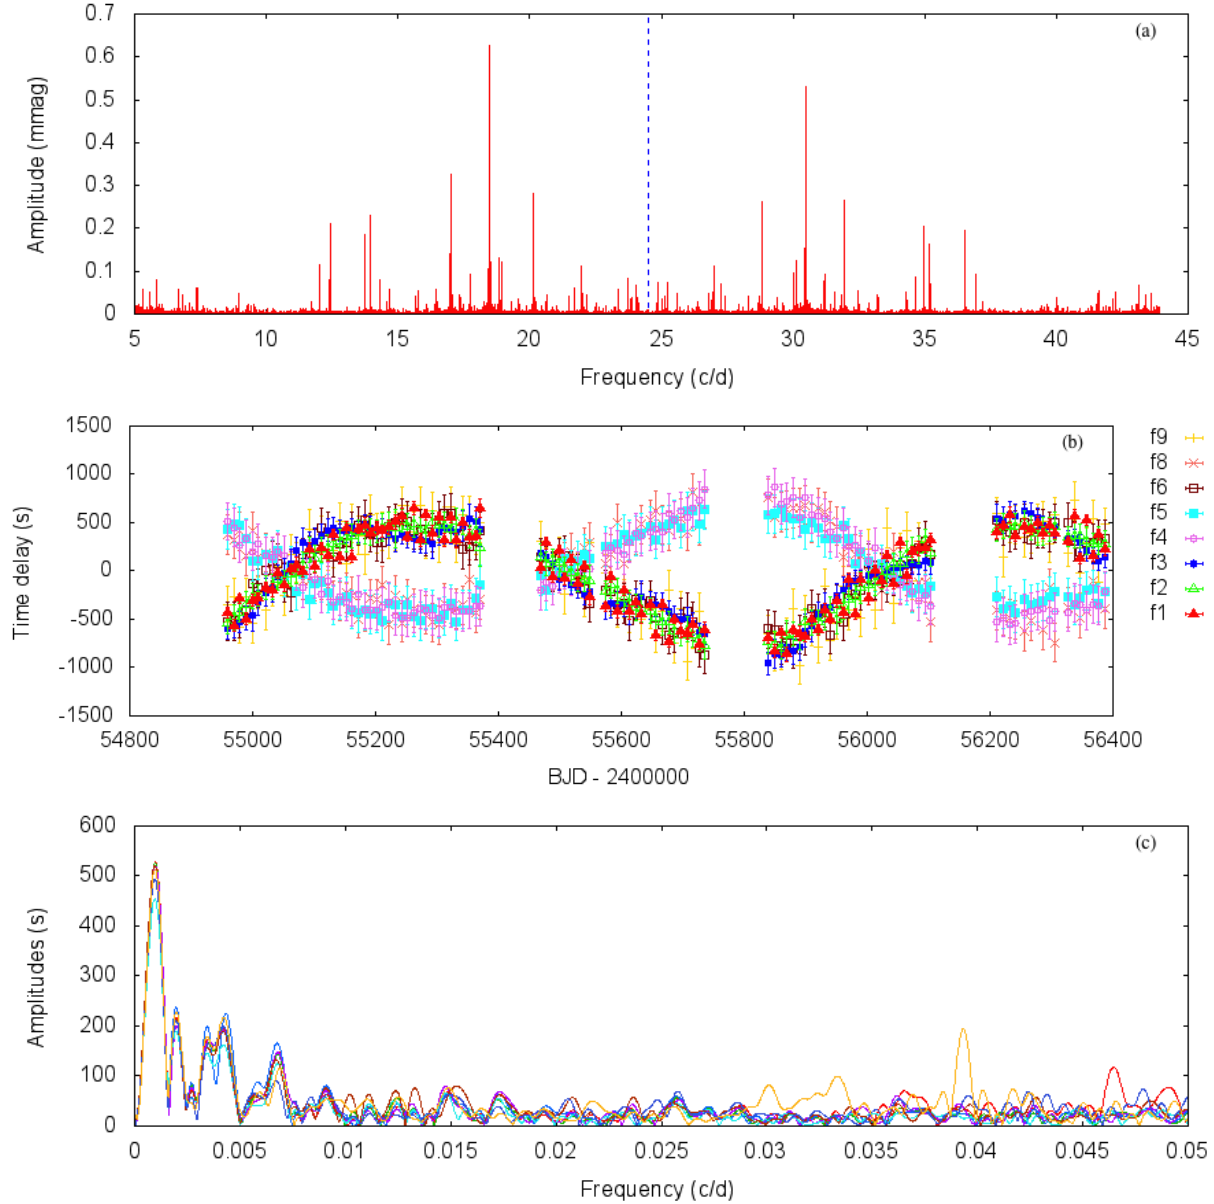 (a)
Amplitude (mmag)
0.7
0.6
0.5
0.4
0.3
0.2
0.1
0
5 10 15 20 25 30 35 40 45
Frequency (c/d)
(b)
Time delay (s)
1500
1000
500
0
-500
-1000
-1500
54800 55000 55200 55400 55600 55800 56000 56200 56400
BJD - 2400000
f9
f8
f6
f5
f4
f3
f2
f1
(c)
Amplitudes (s)
600
500
400
300
200
100
0
0 0.005 0.01 0.015 0.02 0.025 0.03 0.035 0.04 0.045 0.05
Frequency (c/d)